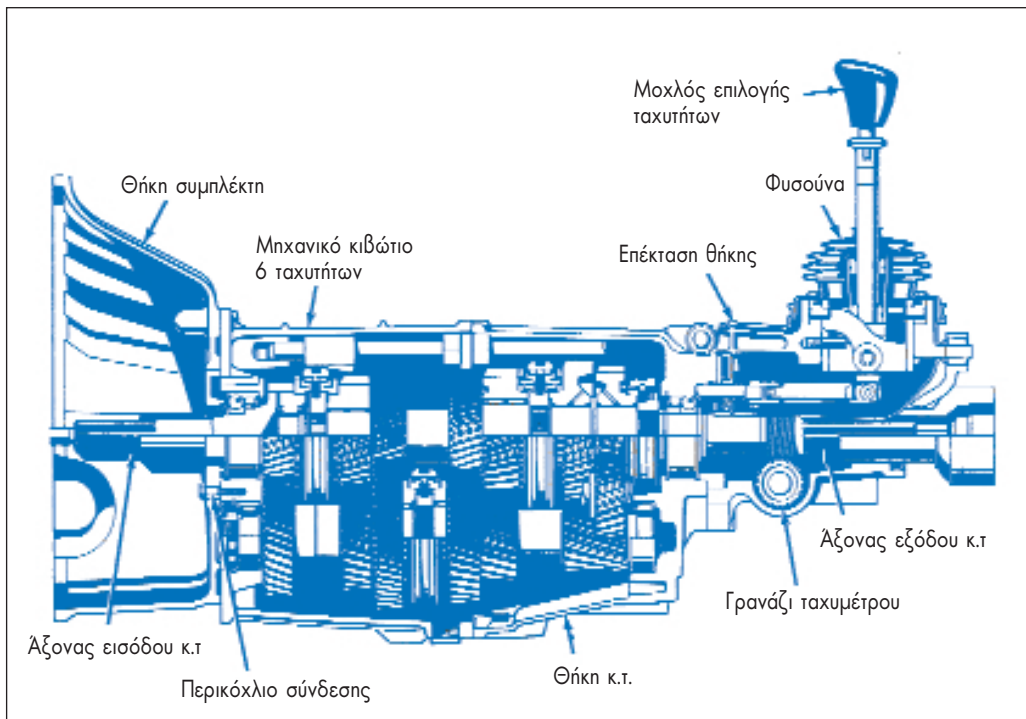 Μοχλός επιλογής
ταχυτήτων
Θήκη συμπλέκτη
Φυσούνα
Μηχανικό κιβώτιο
6 ταχυτήτων
Επέκταση θήκης
Άξονας εξόδου κ.τ
Γρανάζι ταχυμέτρου
Άξονας εισόδου κ.τ
Θήκη κ.τ.
Περικόχλιο σύνδεσης